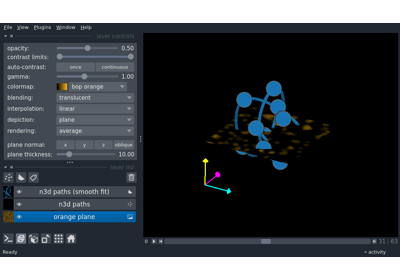 File View Plugins Window Help
layer controls
opacity: 0.50
contrast limits:
auto-contrast: once continuous
gamma: 1.00
colormap: bop orange
blending: translucent
interpolation: linear
depiction: plane
rendering: average
plane normal: x y z oblique
plane thickness: 10.00
layer list
n3d paths (smooth fit)
n3d paths
orange plane
31 63
Ready
activity